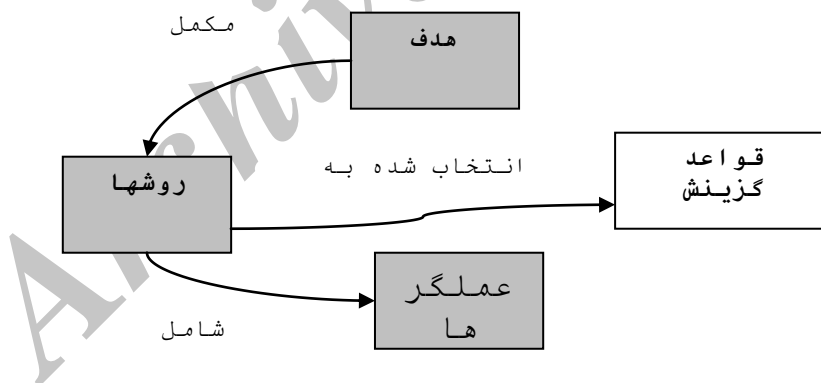 مکمل
هدف
روشها
انتخاب شده به
قواعد
گزینش
عملگر
ها
شامل